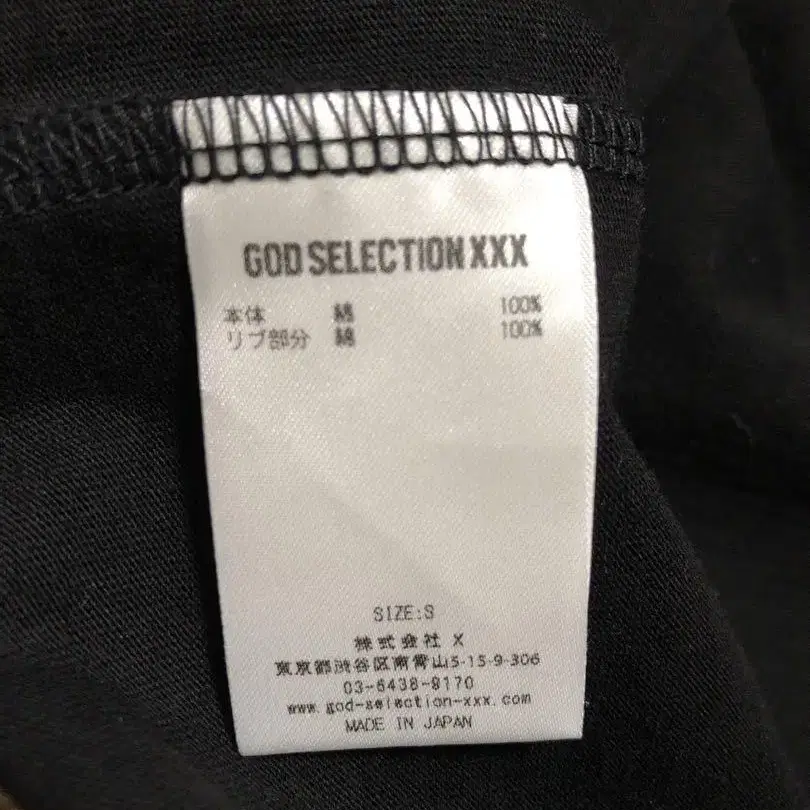 GOD SELECTION XXX
本体 綿 100%
リブ部分 綿 100%
SIZE:S
株式会社 X
東京都渋谷区南青山5-15-9-306
03-6438-8170
www.god-selection-xxx.com
MADE IN JAPAN